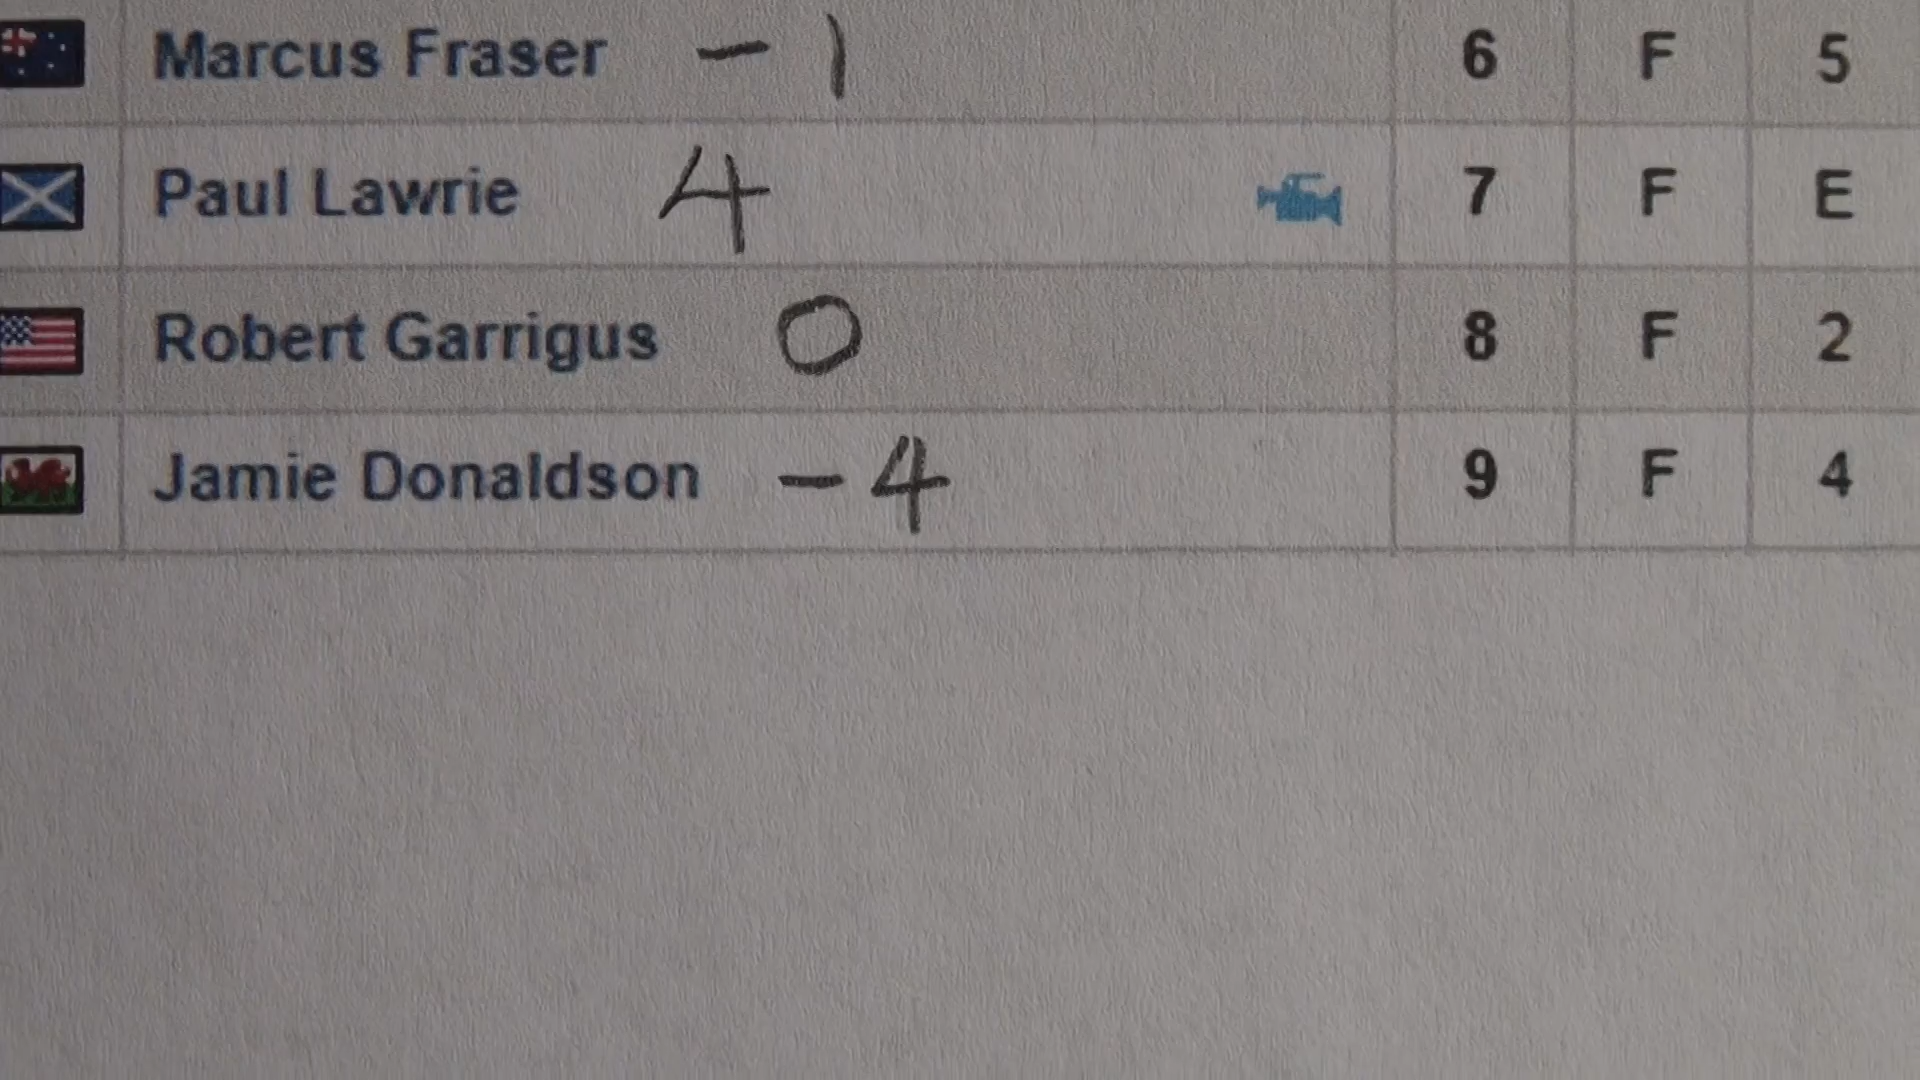 Marcus Fraser -1 6 F 5
Paul Lawrie 4 7 F E
Robert Garrigus 0 8 F 2
Jamie Donaldson -4 9 F 4